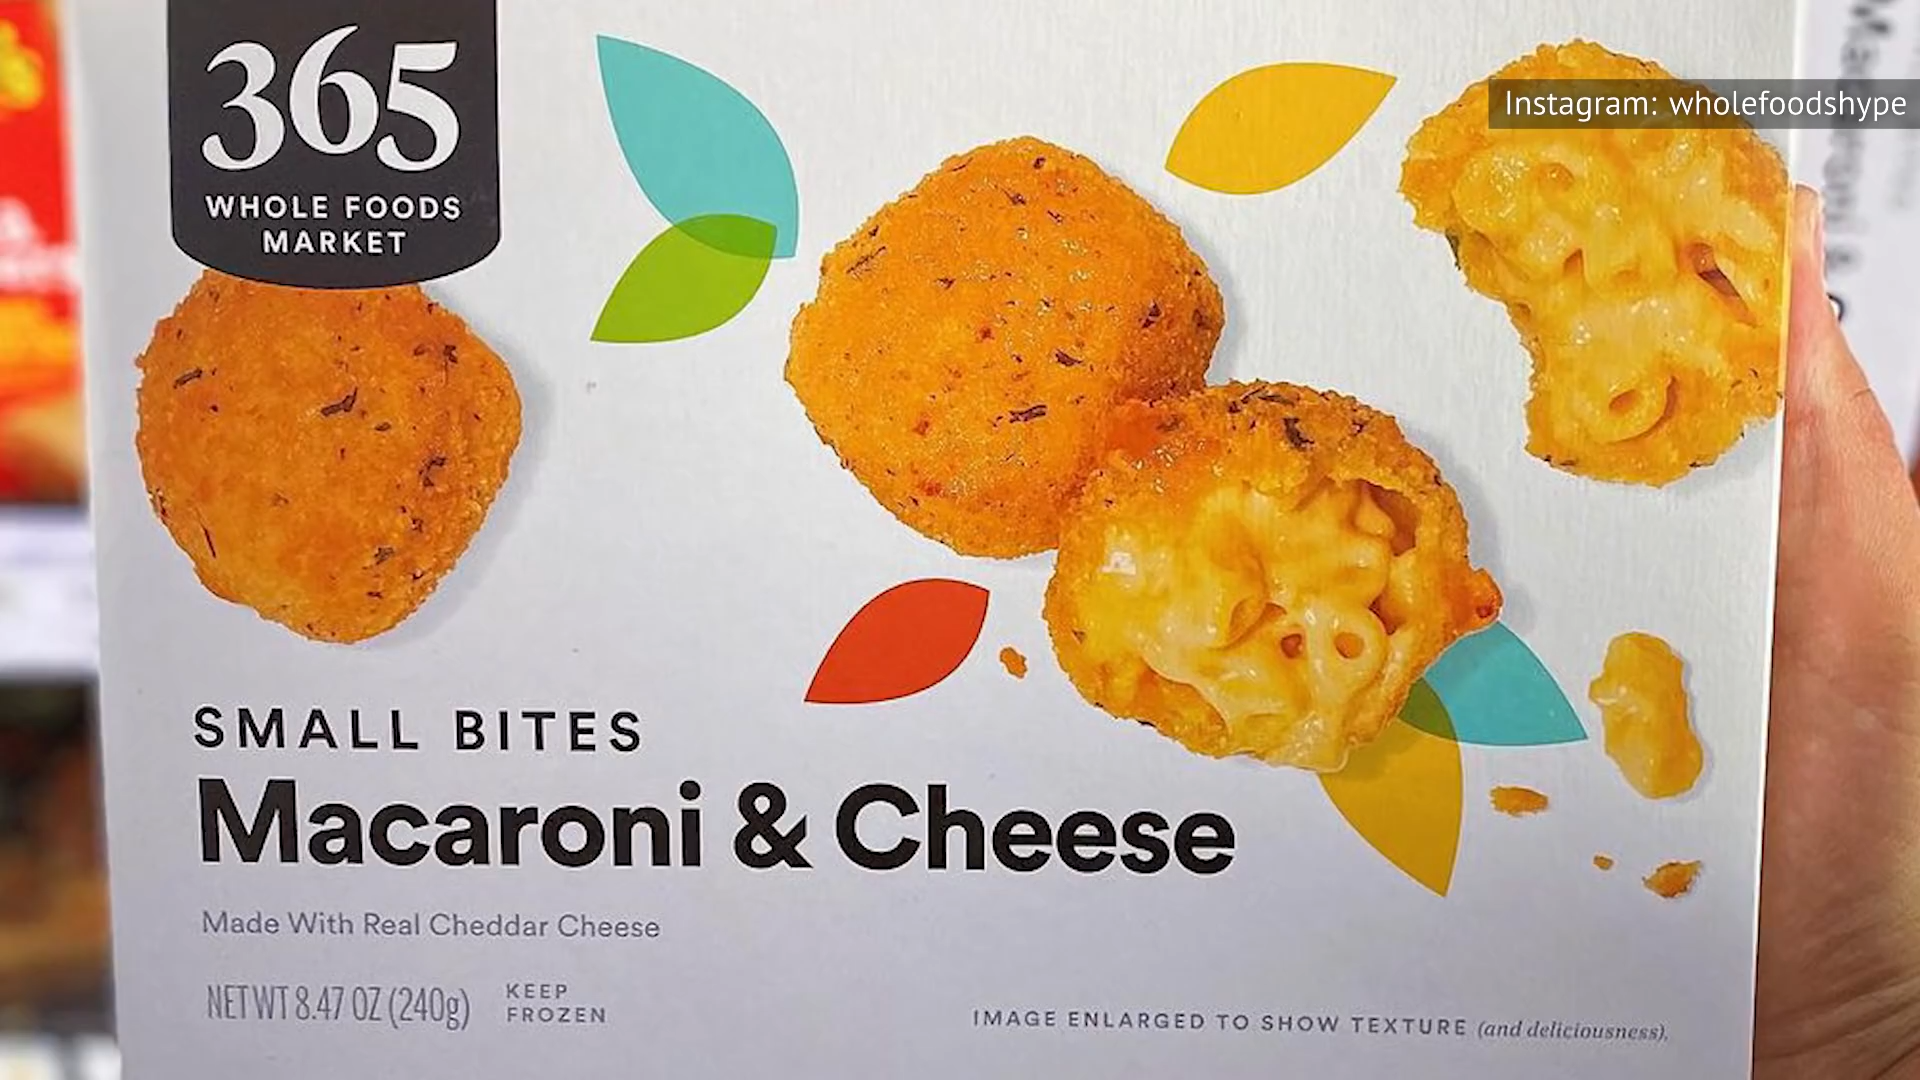 365
WHOLE FOODS
MARKET
Instagram: wholefoodshype
SMALL BITES
Macaroni & Cheese
Made With Real Cheddar Cheese
NET WT 8.47 OZ (240g)
KEEP
FROZEN
IMAGE ENLARGED TO SHOW TEXTURE (and deliciousness).